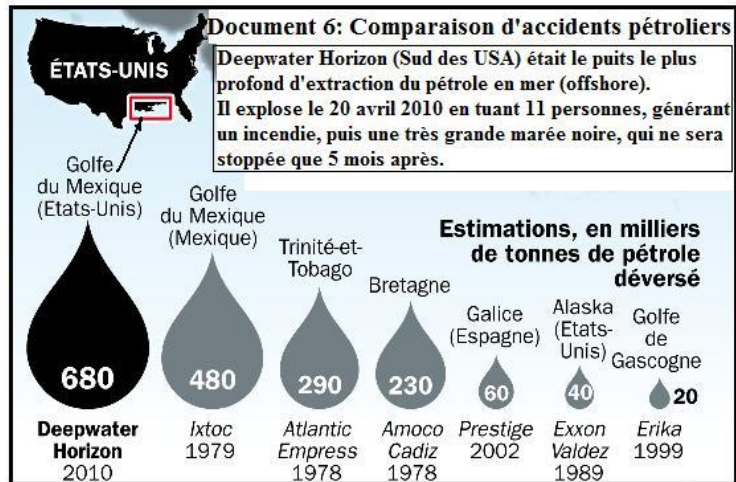 Document 6: Comparaison d'accidents pétroliers
ÉTATS-UNIS
Deepwater Horizon (Sud des USA) était le puits le plus
profond d'extraction du pétrole en mer (offshore).
Il explose le 20 avril 2010 en tuant 11 personnes, générant
un incendie, puis une très grande marée noire, qui ne sera
stoppée que 5 mois après.
Estimations, en milliers
de tonnes de pétrole
déversé
Golfe
du Mexique
(Etats-Unis)
680
Deepwater
Horizon
2010
Golfe
du Mexique
(Mexique)
480
Ixtoc
1979
Trinité-et-
Tobago
290
Atlantic
Empress
1978
Bretagne
230
Amoco
Cadiz
1978
Galice
(Espagne)
60
Prestige
2002
Alaska
(Etats-
Unis)
40
Exxon
Valdez
1989
Golfe
de
Gascogne
20
Erika
1999